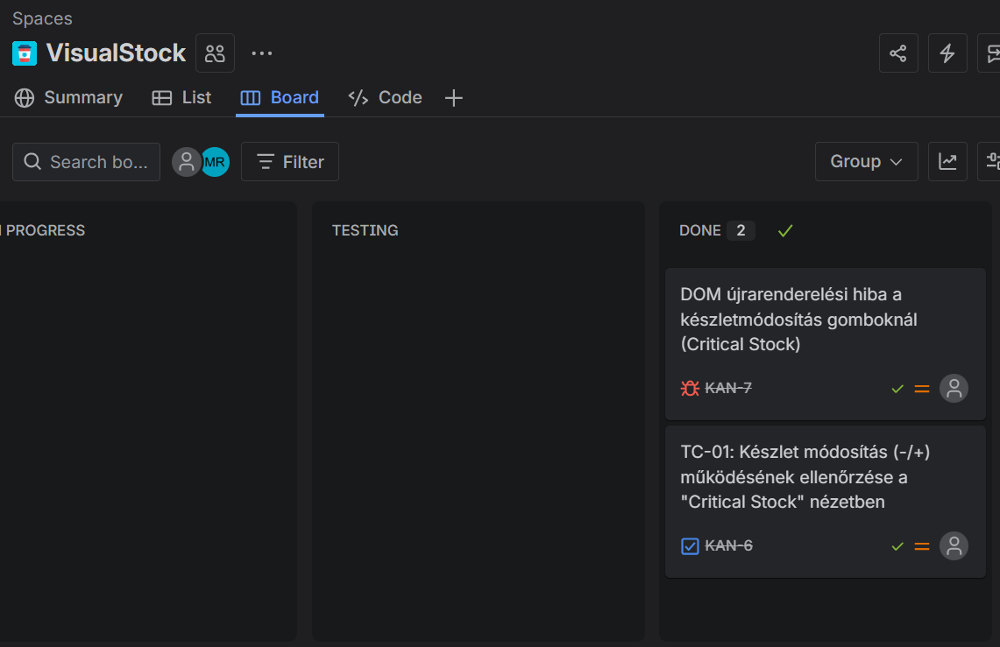 Spaces
VisualStock
Summary
List
Board
Code
Search bo...
MR
Filter
Group
PROGRESS
TESTING
DONE 2
DOM újrarenderelési hiba a
készletmódosítás gomboknál
(Critical Stock)
KAN-7
TC-01: Készlet módosítás (-/+)
működésének ellenőrzése a
"Critical Stock" nézetben
KAN-6